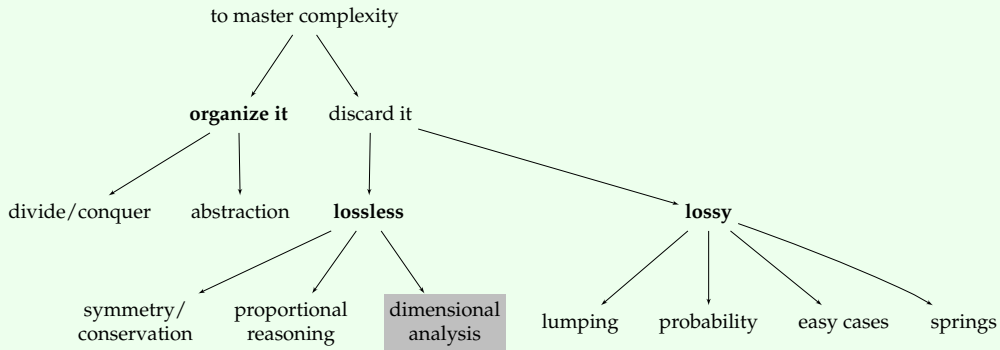 to master complexity
organize it
discard it
divide/conquer
abstraction
lossless
lossy
symmetry/
conservation
proportional
reasoning
dimensional
analysis
lumping
probability
easy cases
springs